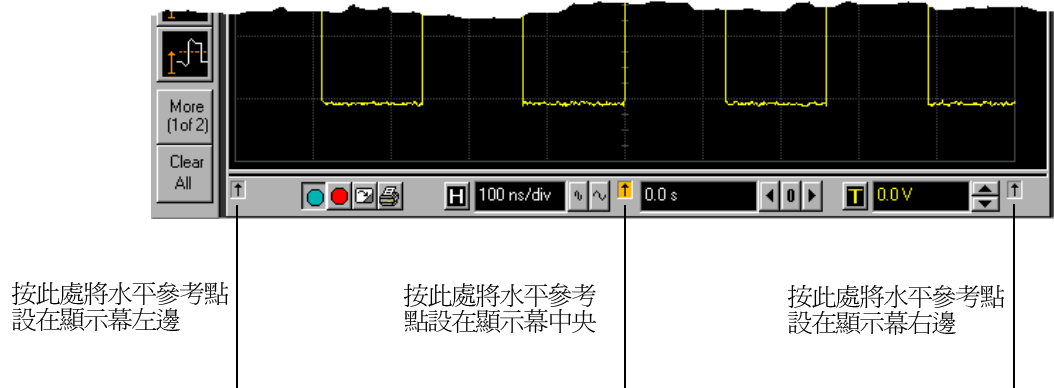 More
(1of 2)
Clear
All
H 100 ns/div 0.0 s 0 T 0.0 V
按此處將水平參考點
設在顯示幕左邊
按此處將水平參考
點設在顯示幕中央
按此處將水平參考點
設在顯示幕右邊